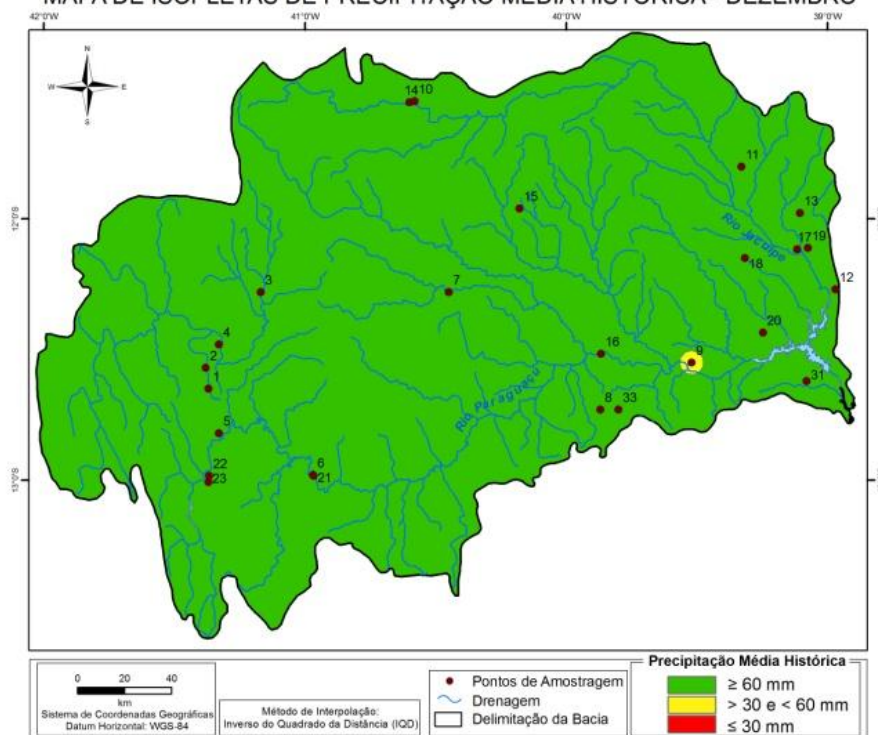 MAPA DE ISOPLETAS DE PRECIPITAÇÃO MÉDIA HISTÓRICA - DEZEMBRO
42°0'W 41°0'W 40°0'W 39°0'W
N
W E
S
14 10
11
15
13
12°0'S
Rio Jacuípe
17 19
18
3 7 12
4
20
2
16 9
1
31
Rio Paraguaçu
8 33
5
22 6
23 21
13°0'S
0 20 40
km
Sistema de Coordenadas Geográficas
Datum Horizontal: WGS-84
Método de Interpolação:
Inverso do Quadrado da Distância (IQD)
Pontos de Amostragem
Drenagem
Delimitação da Bacia
Precipitação Média Histórica
≥ 60 mm
> 30 e < 60 mm
≤ 30 mm